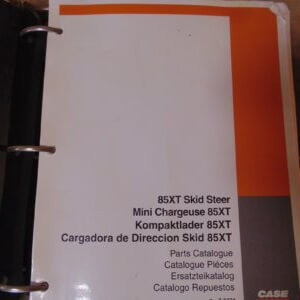 85XT Skid Steer
Mini Chargeuse 85XT
Kompaktlader 85XT
Cargadora de Direccion Skid 85XT
Parts Catalogue
Catalogue Pièces
Ersatzteikatalog
Catalogo Repuestos
CASE